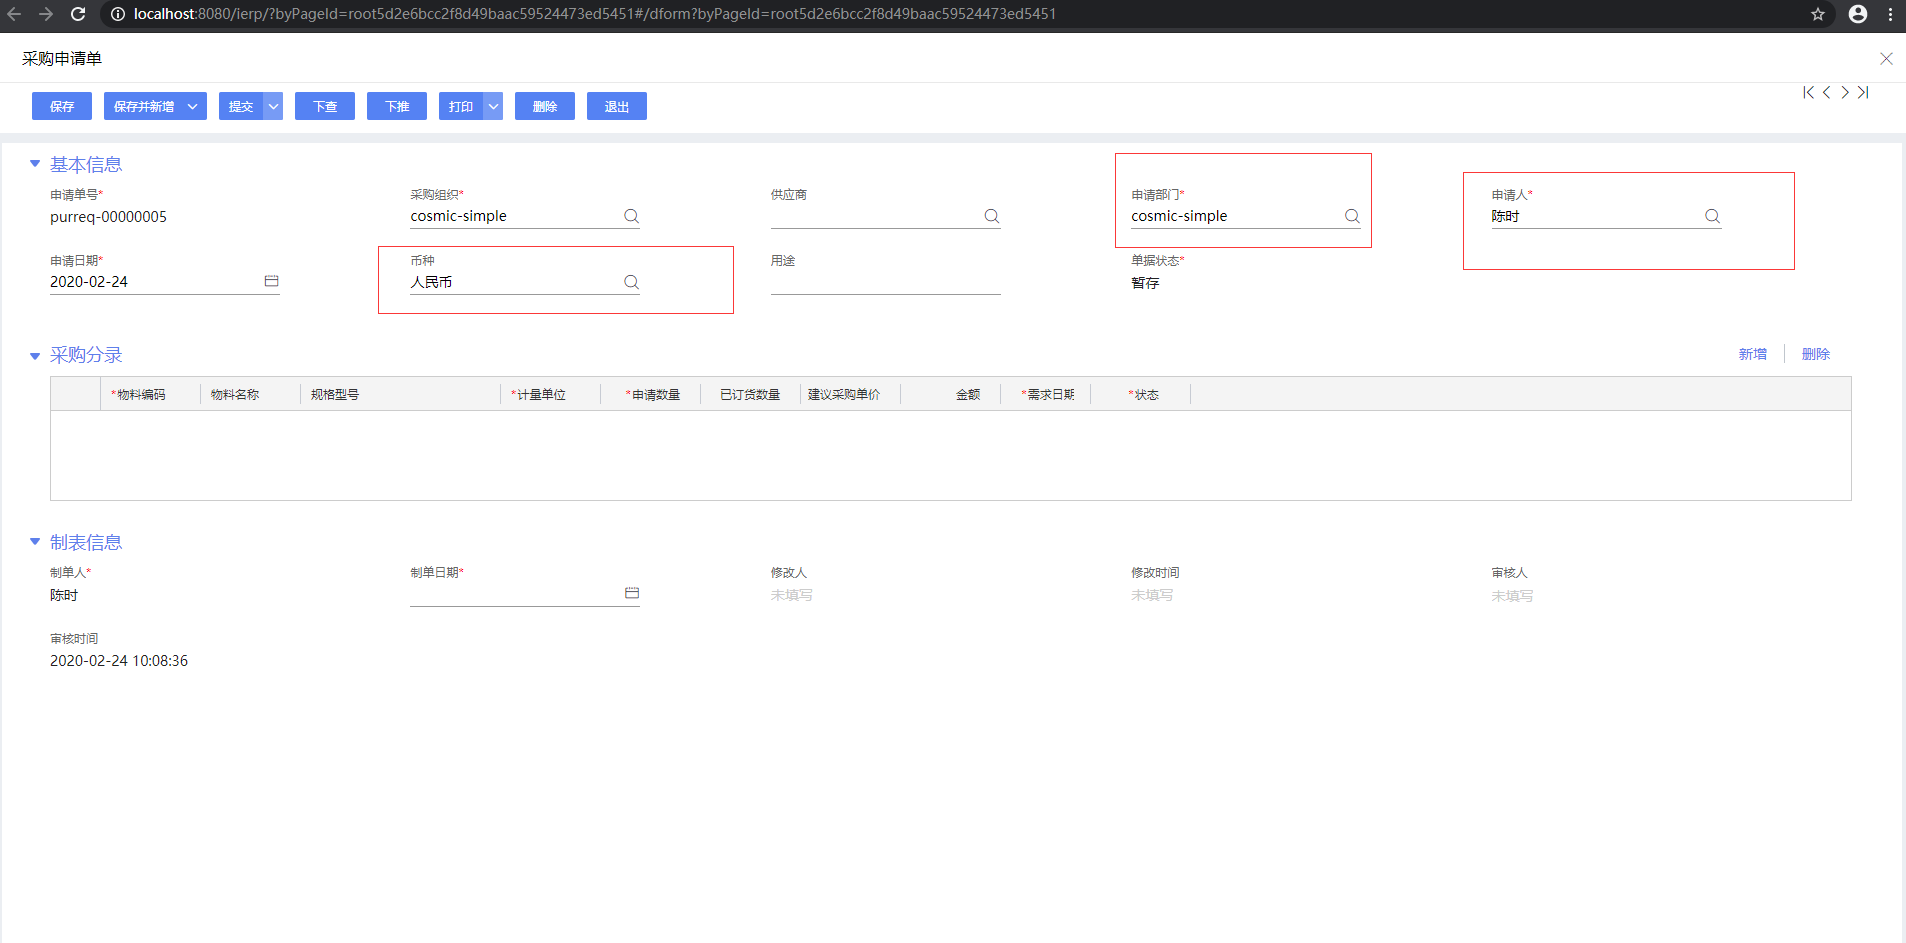 localhost:8080/ierp/?byPageId=root5d2e6bcc2f8d49baac59524473ed5451#/dform?byPageId=root5d2e6bcc2f8d49baac59524473ed5451
采购申请单
保存 保存并新增 提交 下查 下推 打印 删除 退出
基本信息
申请单号* 采购组织* 供应商 申请部门* 申请人*
purreq-00000005 cosmic-simple cosmic-simple 陈时
申请日期* 币种 用途 单据状态*
2020-02-24 人民币 暂存
采购分录 新增 删除
*物料编码 物料名称 规格型号 *计量单位 *申请数量 已订货数量 建议采购单价 金额 *需求日期 *状态
制表信息
制单人* 制单日期* 修改人 修改时间 审核人
陈时 未填写 未填写 未填写
审核时间
2020-02-24 10:08:36